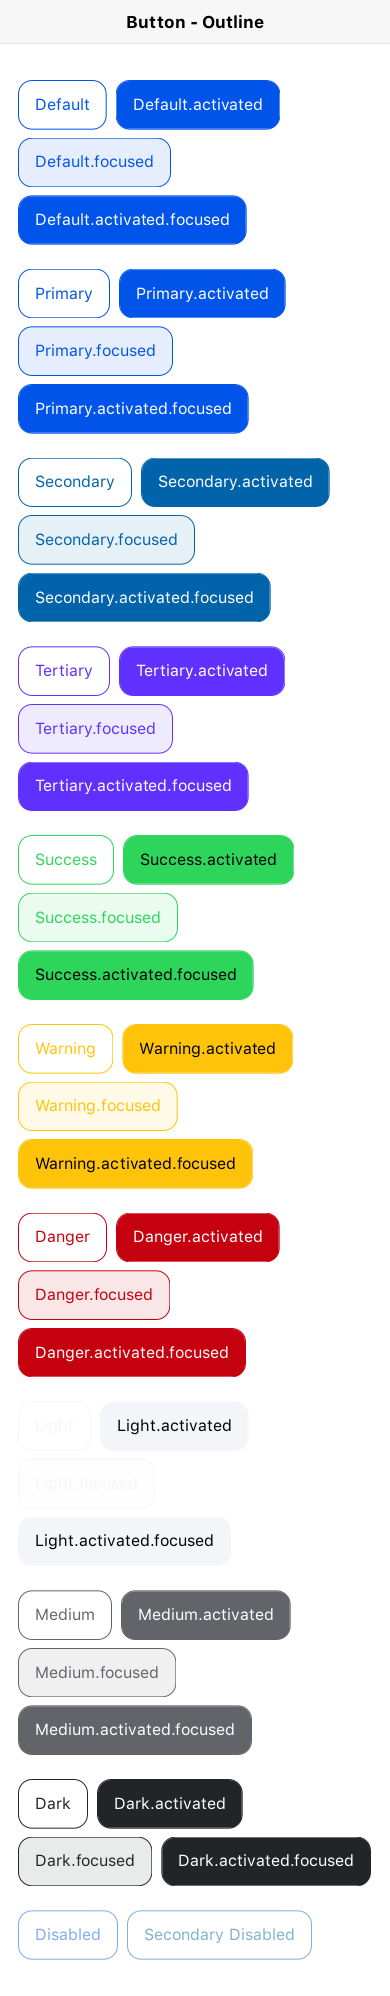 Button - Outline
Default Default.activated
Default.focused
Default.activated.focused
Primary Primary.activated
Primary.focused
Primary.activated.focused
Secondary Secondary.activated
Secondary.focused
Secondary.activated.focused
Tertiary Tertiary.activated
Tertiary.focused
Tertiary.activated.focused
Success Success.activated
Success.focused
Success.activated.focused
Warning Warning.activated
Warning.focused
Warning.activated.focused
Danger Danger.activated
Danger.focused
Danger.activated.focused
Light Light.activated
Light.focused
Light.activated.focused
Medium Medium.activated
Medium.focused
Medium.activated.focused
Dark Dark.activated
Dark.focused Dark.activated.focused
Disabled Secondary Disabled